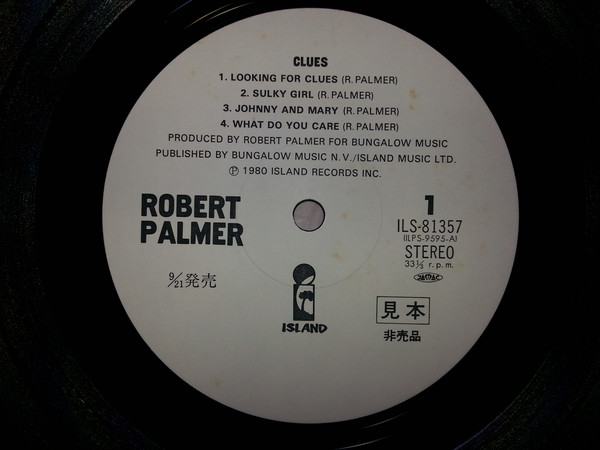 CLUES
1. LOOKING FOR CLUES (R. PALMER)
2. SULKY GIRL (R. PALMER)
3. JOHNNY AND MARY (R. PALMER)
4. WHAT DO YOU CARE (R. PALMER)
PRODUCED BY ROBERT PALMER FOR BUNGALOW MUSIC
PUBLISHED BY BUNGALOW MUSIC N.V./ISLAND MUSIC LTD.
Ⓟ 1980 ISLAND RECORDS INC.
ROBERT
PALMER
1
ILS-81357
(ILPS-9595-A)
STEREO
33⅓ r.p.m.
JASRAC
9/21発売
ISLAND
見本
非売品